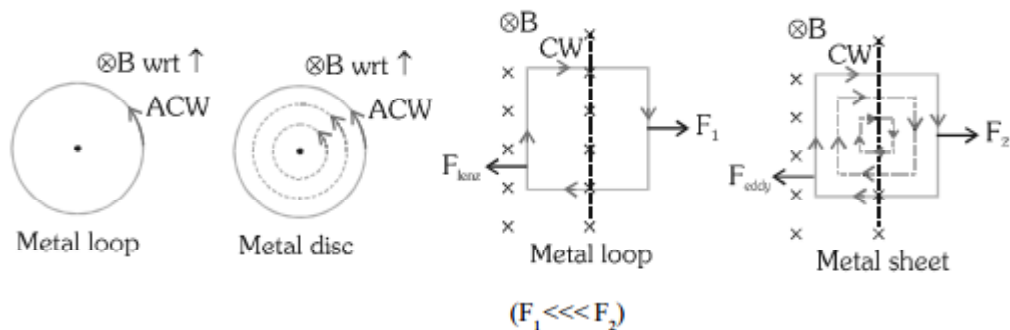 ⊗B wrt ↑
ACW
Metal loop
⊗B wrt ↑
ACW
Metal disc
⊗B
CW
F₁
F_lenz
Metal loop
⊗B
CW
F₂
F_eddy
Metal sheet
(F₁<<< F₂)